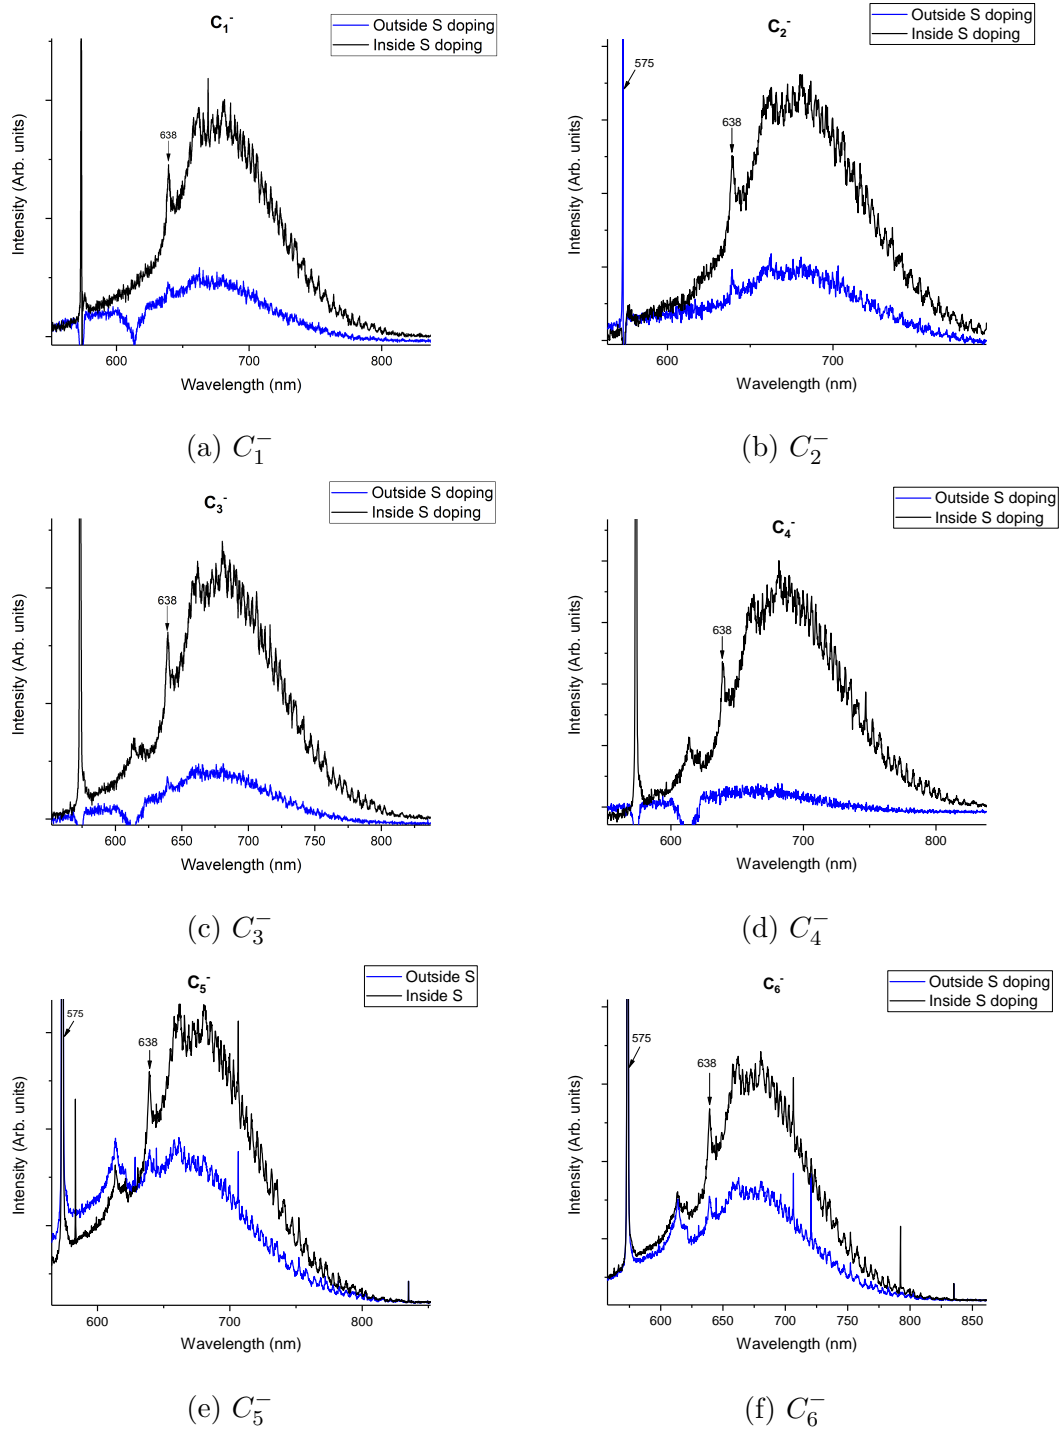 C1-
Outside S doping
Inside S doping
638
Intensity (Arb. units)
600 700 800
Wavelength (nm)
(a) C1−
C2-
Outside S doping
Inside S doping
575
638
Intensity (Arb. units)
600 700
Wavelength (nm)
(b) C2−
C3-
Outside S doping
Inside S doping
638
Intensity (Arb. units)
600 650 700 750 800
Wavelength (nm)
(c) C3−
C4-
Outside S doping
Inside S doping
638
Intensity (Arb. units)
600 700 800
Wavelength (nm)
(d) C4−
C5-
Outside S
Inside S
575
638
Intensity (Arb. units)
600 700 800
Wavelength (nm)
(e) C5−
C6-
Outside S doping
Inside S doping
575
638
Intensity (Arb. units)
600 650 700 750 800 850
Wavelength (nm)
(f) C6−